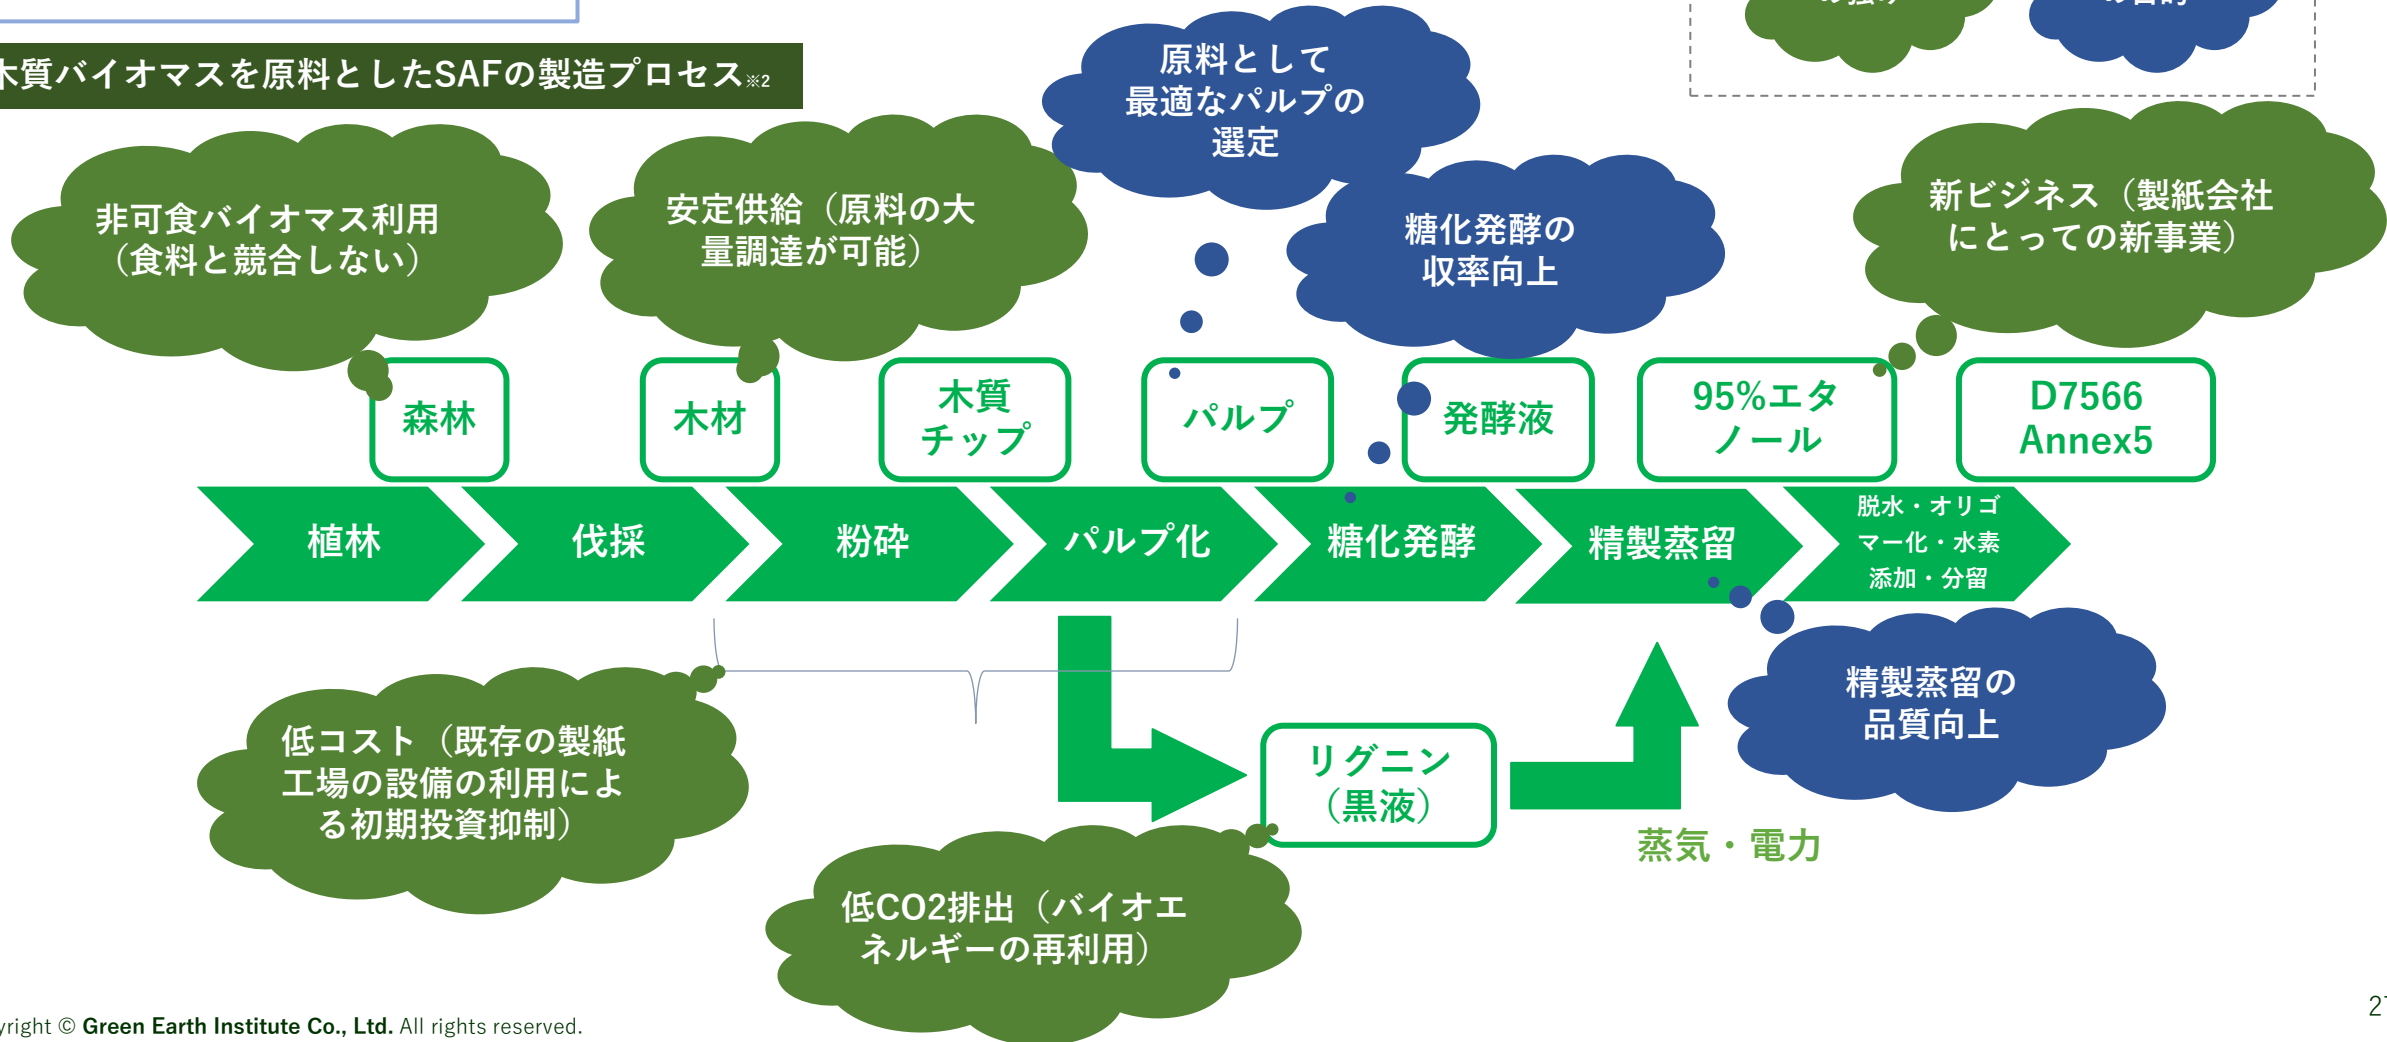 木質バイオマスを原料としたSAFの製造プロセス※2
原料として
最適なパルプの
選定
非可食バイオマス利用
（食料と競合しない）
安定供給（原料の大
量調達が可能）
糖化発酵の
収率向上
新ビジネス（製紙会社
にとっての新事業）
森林
木材
木質
チップ
パルプ
発酵液
95%エタ
ノール
D7566
Annex5
植林
伐採
粉砕
パルプ化
糖化発酵
精製蒸留
脱水・オリゴ
マー化・水素
添加・分留
低コスト（既存の製紙
工場の設備の利用によ
る初期投資抑制）
リグニン
（黒液）
精製蒸留の
品質向上
蒸気・電力
低CO2排出（バイオエ
ネルギーの再利用）
yright © Green Earth Institute Co., Ltd. All rights reserved.